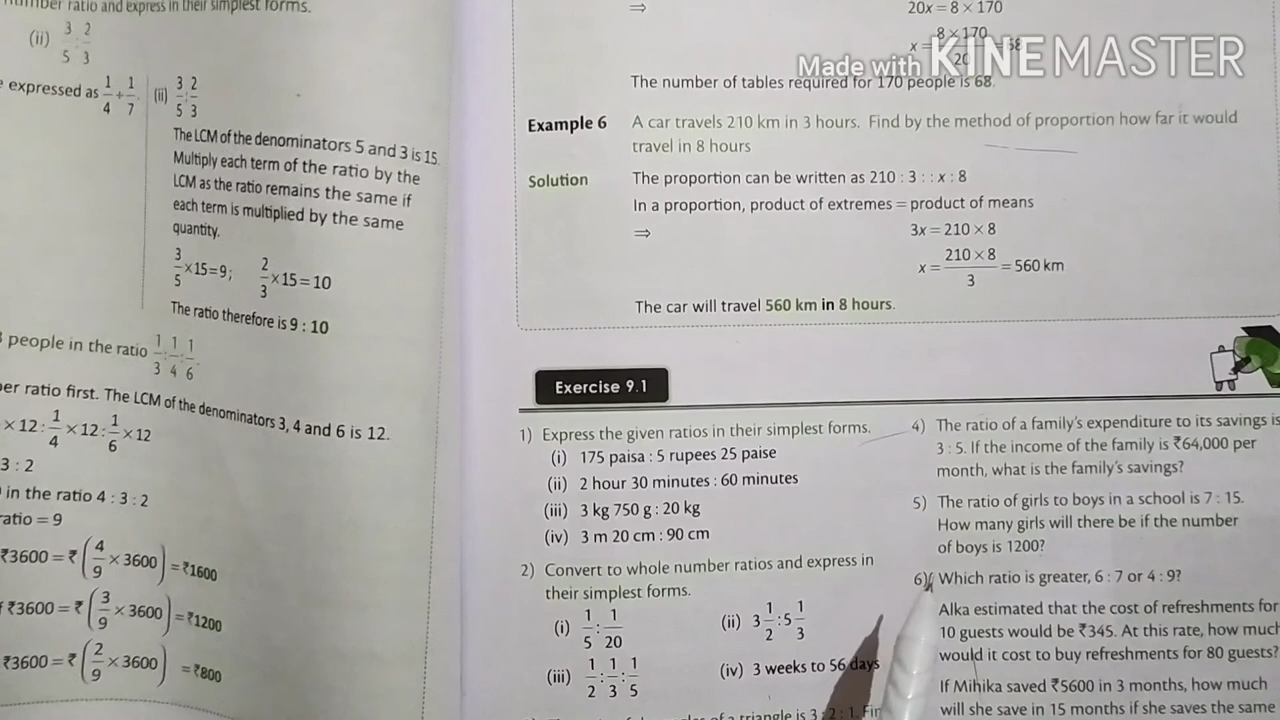 number ratio and express in their simplest forms.
(ii) 3/5 : 2/3
expressed as 1/4 ÷ 1/7.
(ii) 3/5 : 2/3
The LCM of the denominators 5 and 3 is 15.
Multiply each term of the ratio by the
LCM as the ratio remains the same if
each term is multiplied by the same
quantity.
3/5 × 15 = 9; 2/3 × 15 = 10
The ratio therefore is 9 : 10
people in the ratio 1/3 : 1/4 : 1/6.
ratio first. The LCM of the denominators 3, 4 and 6 is 12.
× 12 : 1/4 × 12 : 1/6 × 12
3 : 2
in the ratio 4 : 3 : 2
ratio = 9
₹3600 = ₹ (4/9 × 3600) = ₹1600
₹3600 = ₹ (3/9 × 3600) = ₹1200
₹3600 = ₹ (2/9 × 3600) = ₹800
⇒ 20x = 8 × 170
x = 8 × 170 / 20 = 68
Made with KINEMASTER
The number of tables required for 170 people is 68.
Example 6 A car travels 210 km in 3 hours. Find by the method of proportion how far it would
travel in 8 hours
Solution The proportion can be written as 210 : 3 : : x : 8
In a proportion, product of extremes = product of means
⇒ 3x = 210 × 8
x = 210 × 8 / 3 = 560 km
The car will travel 560 km in 8 hours.
Exercise 9.1
1) Express the given ratios in their simplest forms.
(i) 175 paisa : 5 rupees 25 paise
(ii) 2 hour 30 minutes : 60 minutes
(iii) 3 kg 750 g : 20 kg
(iv) 3 m 20 cm : 90 cm
2) Convert to whole number ratios and express in
their simplest forms.
(i) 1/5 : 1/20 (ii) 3 1/2 : 5 1/3
(iii) 1/2 : 1/3 : 1/5 (iv) 3 weeks to 56 days
of a triangle is 3 : 2 : 1.
4) The ratio of a family's expenditure to its savings is
3 : 5. If the income of the family is ₹64,000 per
month, what is the family's savings?
5) The ratio of girls to boys in a school is 7 : 15.
How many girls will there be if the number
of boys is 1200?
6) Which ratio is greater, 6 : 7 or 4 : 9?
Alka estimated that the cost of refreshments for
10 guests would be ₹345. At this rate, how much
would it cost to buy refreshments for 80 guests?
If Mihika saved ₹5600 in 3 months, how much
will she save in 15 months if she saves the same